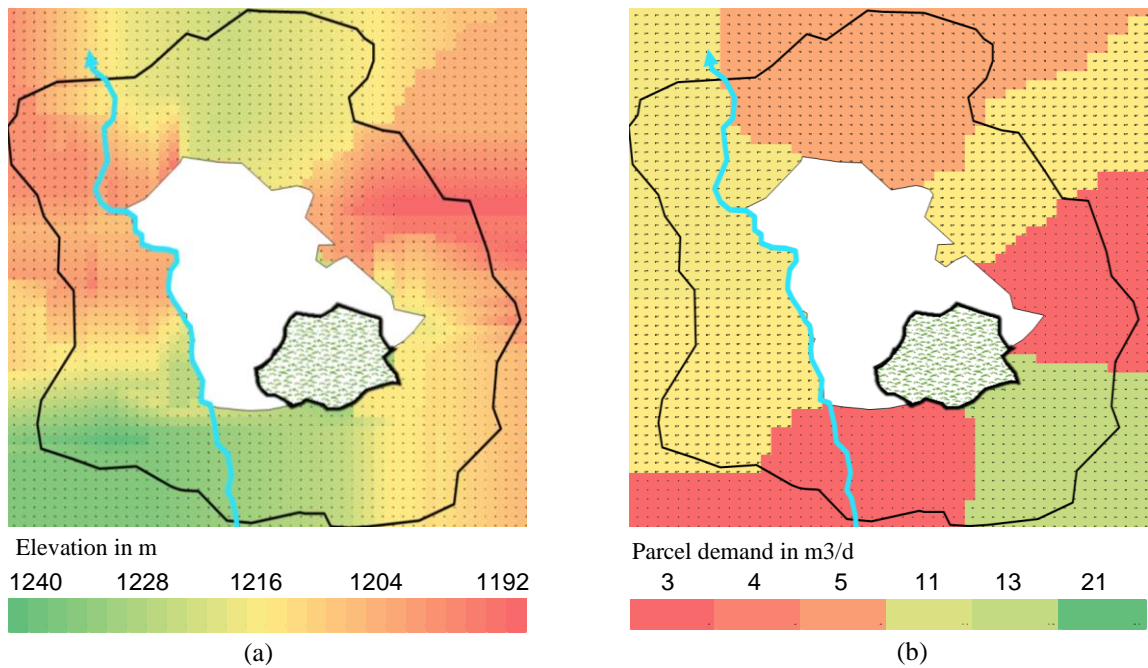 Elevation in m
1240 1228 1216 1204 1192
(a)
Parcel demand in m3/d
3 4 5 11 13 21
(b)